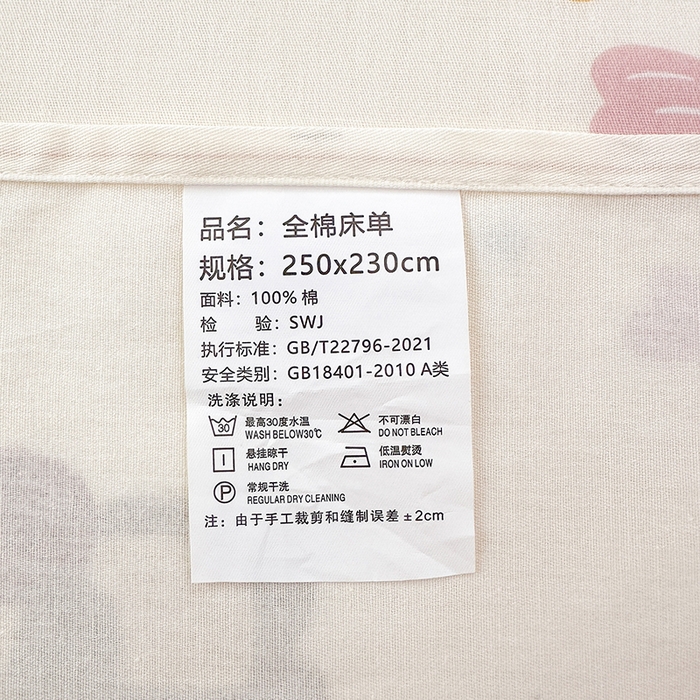 品名：全棉床单
规格：250x230cm
面料：100% 棉
检 验：SWJ
执行标准：GB/T22796-2021
安全类别：GB18401-2010 A类
洗涤说明：
30 最高30度水温 不可漂白
WASH BELOW30℃ DO NOT BLEACH
悬挂晾干 低温熨烫
HANG DRY IRON ON LOW
P 常规干洗
REGULAR DRY CLEANING
注：由于手工裁剪和缝制误差±2cm